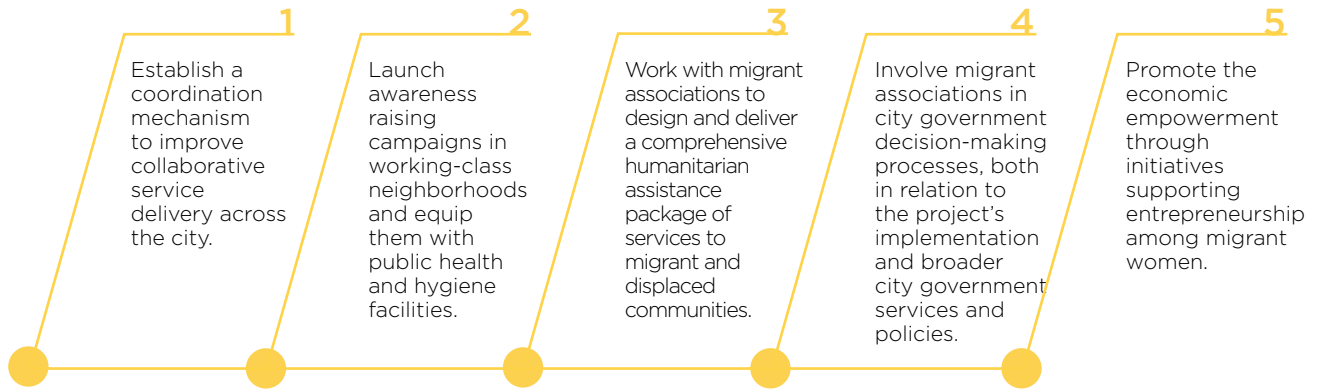 1
Establish a
coordination
mechanism
to improve
collaborative
service
delivery across
the city.
2
Launch
awareness
raising
campaigns in
working-class
neighborhoods
and equip
them with
public health
and hygiene
facilities.
3
Work with migrant
associations to
design and deliver
a comprehensive
humanitarian
assistance
package of
services to
migrant and
displaced
communities.
4
Involve migrant
associations in
city government
decision-making
processes, both
in relation to
the project’s
implementation
and broader
city government
services and
policies.
5
Promote the
economic
empowerment
through
initiatives
supporting
entrepreneurship
among migrant
women.